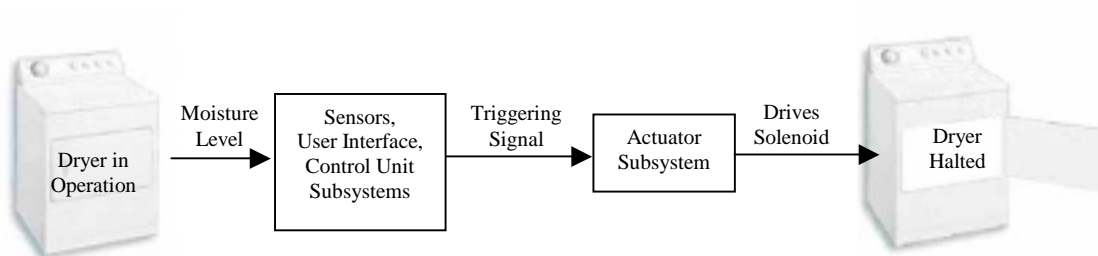 Dryer in
Operation
Moisture
Level
Sensors,
User Interface,
Control Unit
Subsystems
Triggering
Signal
Actuator
Subsystem
Drives
Solenoid
Dryer
Halted